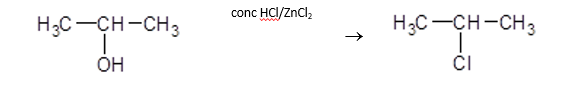 H₃C—CH—CH₃ conc HCl/ZnCl₂ → H₃C—CH—CH₃
OH Cl